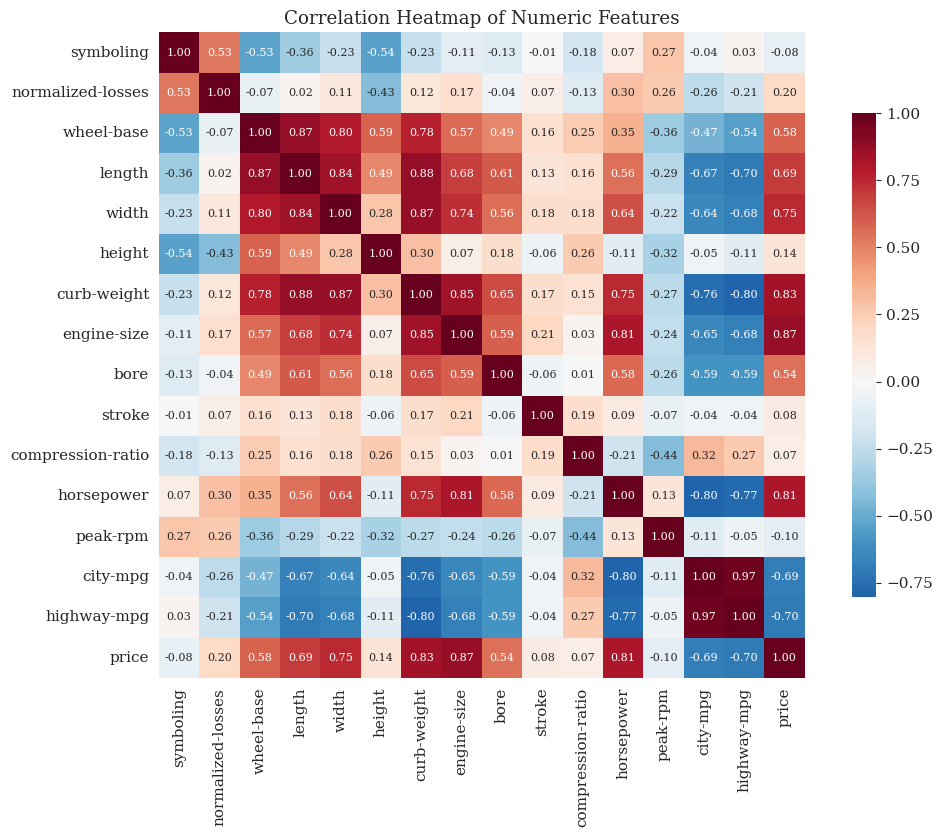 Correlation Heatmap of Numeric Features
symboling 1.00 0.53 -0.53 -0.36 -0.23 -0.54 -0.23 -0.11 -0.13 -0.01 -0.18 0.07 0.27 -0.04 0.03 -0.08
normalized-losses 0.53 1.00 -0.07 0.02 0.11 -0.43 0.12 0.17 -0.04 0.07 -0.13 0.30 0.26 -0.26 -0.21 0.20
wheel-base -0.53 -0.07 1.00 0.87 0.80 0.59 0.78 0.57 0.49 0.16 0.25 0.35 -0.36 -0.47 -0.54 0.58
length -0.36 0.02 0.87 1.00 0.84 0.49 0.88 0.68 0.61 0.13 0.16 0.56 -0.29 -0.67 -0.70 0.69
width -0.23 0.11 0.80 0.84 1.00 0.28 0.87 0.74 0.56 0.18 0.18 0.64 -0.22 -0.64 -0.68 0.75
height -0.54 -0.43 0.59 0.49 0.28 1.00 0.30 0.07 0.18 -0.06 0.26 -0.11 -0.32 -0.05 -0.11 0.14
curb-weight -0.23 0.12 0.78 0.88 0.87 0.30 1.00 0.85 0.65 0.17 0.15 0.75 -0.27 -0.76 -0.80 0.83
engine-size -0.11 0.17 0.57 0.68 0.74 0.07 0.85 1.00 0.59 0.21 0.03 0.81 -0.24 -0.65 -0.68 0.87
bore -0.13 -0.04 0.49 0.61 0.56 0.18 0.65 0.59 1.00 -0.06 0.01 0.58 -0.26 -0.59 -0.59 0.54
stroke -0.01 0.07 0.16 0.13 0.18 -0.06 0.17 0.21 -0.06 1.00 0.19 0.09 -0.07 -0.04 -0.04 0.08
compression-ratio -0.18 -0.13 0.25 0.16 0.18 0.26 0.15 0.03 0.01 0.19 1.00 -0.21 -0.44 0.32 0.27 0.07
horsepower 0.07 0.30 0.35 0.56 0.64 -0.11 0.75 0.81 0.58 0.09 -0.21 1.00 0.13 -0.80 -0.77 0.81
peak-rpm 0.27 0.26 -0.36 -0.29 -0.22 -0.32 -0.27 -0.24 -0.26 -0.07 -0.44 0.13 1.00 -0.11 -0.05 -0.10
city-mpg -0.04 -0.26 -0.47 -0.67 -0.64 -0.05 -0.76 -0.65 -0.59 -0.04 0.32 -0.80 -0.11 1.00 0.97 -0.69
highway-mpg 0.03 -0.21 -0.54 -0.70 -0.68 -0.11 -0.80 -0.68 -0.59 -0.04 0.27 -0.77 -0.05 0.97 1.00 -0.70
price -0.08 0.20 0.58 0.69 0.75 0.14 0.83 0.87 0.54 0.08 0.07 0.81 -0.10 -0.69 -0.70 1.00
symboling
normalized-losses
wheel-base
length
width
height
curb-weight
engine-size
bore
stroke
compression-ratio
horsepower
peak-rpm
city-mpg
highway-mpg
price
1.00
0.75
0.50
0.25
0.00
−0.25
−0.50
−0.75